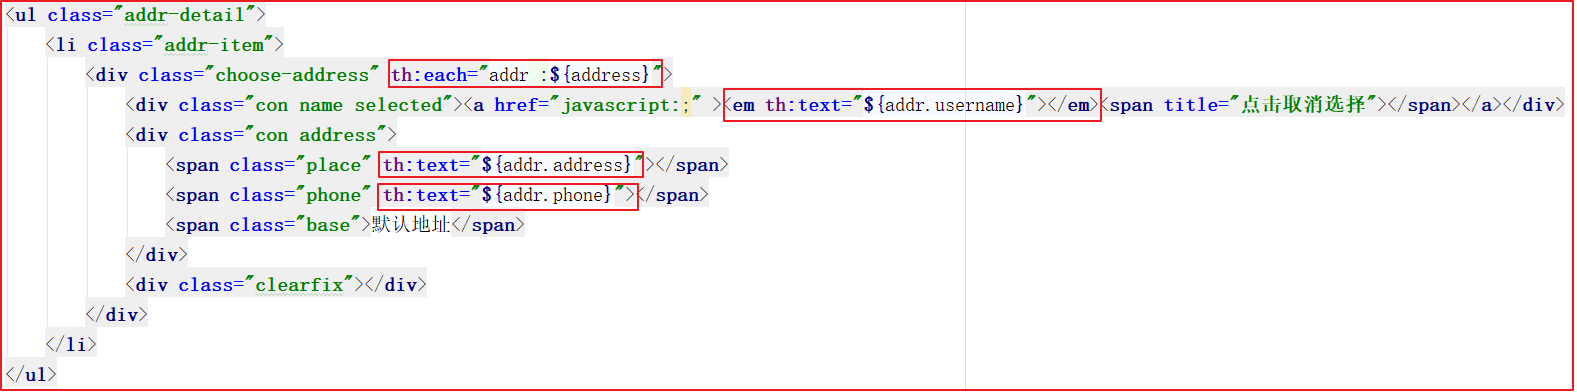 <ul class="addr-detail">
<li class="addr-item">
<div class="choose-address" th:each="addr :${address}">
<div class="con name selected"><a href="javascript:;" ><em th:text="${addr.username}"></em><span title="点击取消选择"></span></a></div>
<div class="con address">
<span class="place" th:text="${addr.address}"></span>
<span class="phone" th:text="${addr.phone}"></span>
<span class="base">默认地址</span>
</div>
<div class="clearfix"></div>
</div>
</li>
</ul>